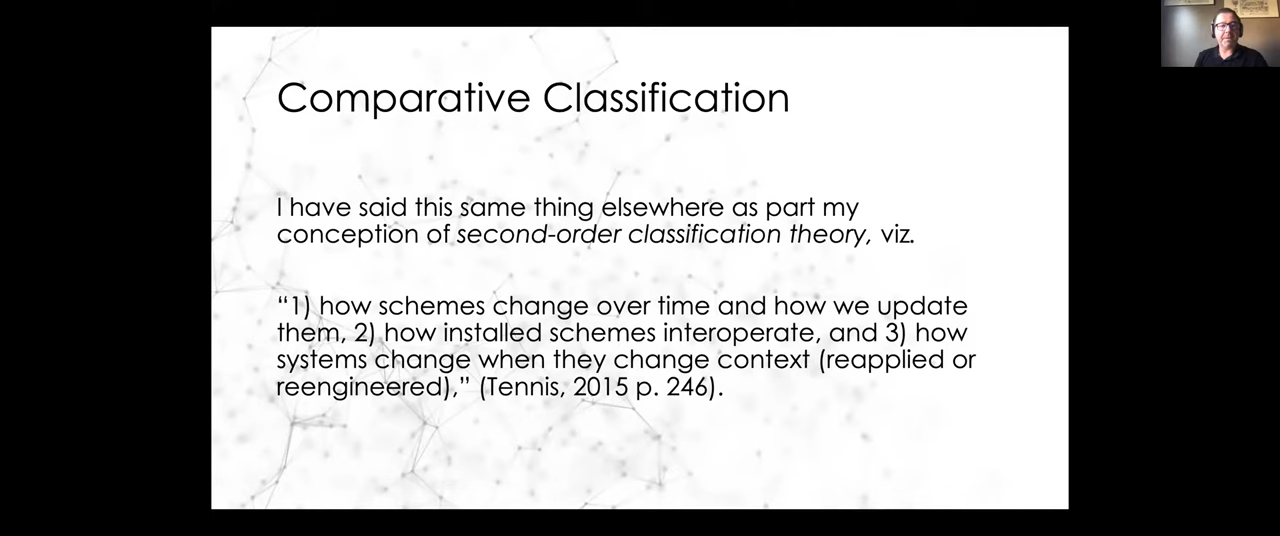 Comparative Classification
I have said this same thing elsewhere as part my
conception of second-order classification theory, viz.
“1) how schemes change over time and how we update
them, 2) how installed schemes interoperate, and 3) how
systems change when they change context (reapplied or
reengineered),” (Tennis, 2015 p. 246).